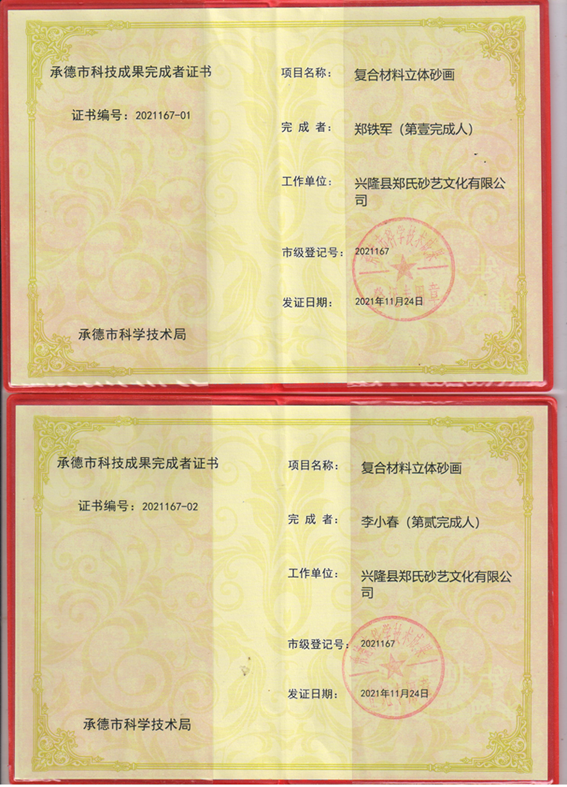 承德市科技成果完成者证书
证书编号：2021167-01
承德市科学技术局
项目名称： 复合材料立体砂画
完 成 者： 郑铁军（第壹完成人）
工作单位： 兴隆县郑氏砂艺文化有限公
司
市级登记号： 2021167
发证日期： 2021年11月24日
承德市科技成果完成者证书
证书编号：2021167-02
承德市科学技术局
项目名称： 复合材料立体砂画
完 成 者： 李小春（第贰完成人）
工作单位： 兴隆县郑氏砂艺文化有限公
司
市级登记号： 2021167
发证日期： 2021年11月24日